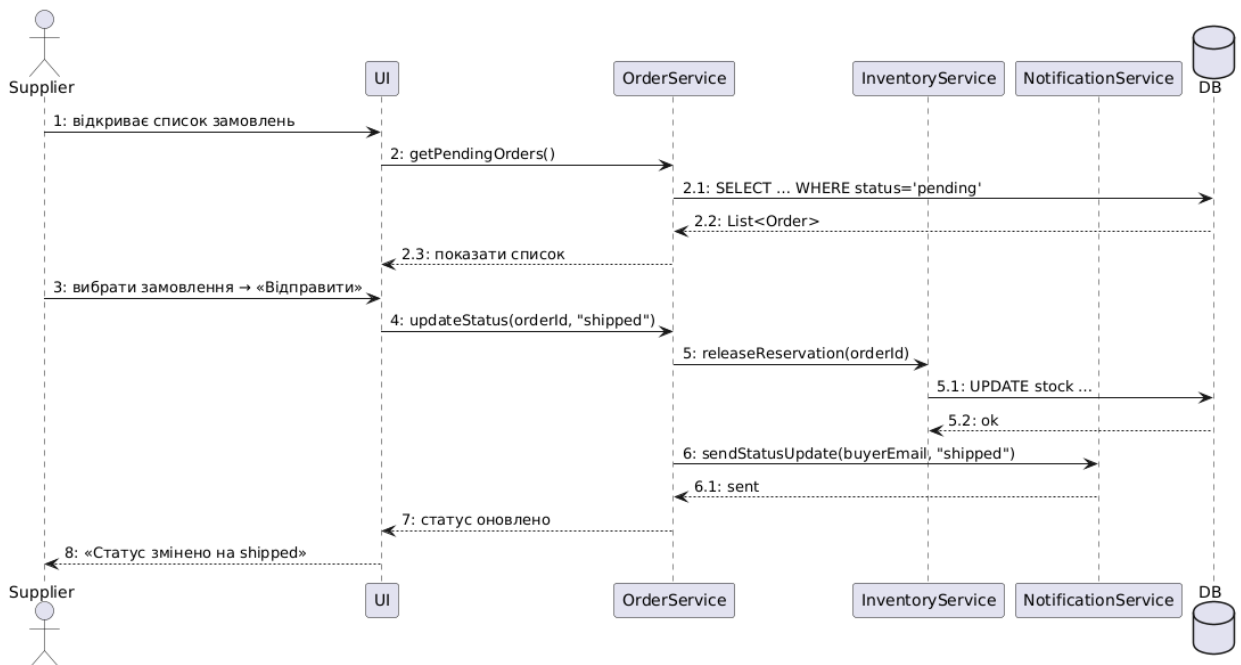 Supplier
UI
OrderService
InventoryService
NotificationService
DB
1: відкриває список замовлень
2: getPendingOrders()
2.1: SELECT ... WHERE status='pending'
2.2: List<Order>
2.3: показати список
3: вибрати замовлення → «Відправити»
4: updateStatus(orderId, "shipped")
5: releaseReservation(orderId)
5.1: UPDATE stock ...
5.2: ok
6: sendStatusUpdate(buyerEmail, "shipped")
6.1: sent
7: статус оновлено
8: «Статус змінено на shipped»
Supplier
UI
OrderService
InventoryService
NotificationService
DB